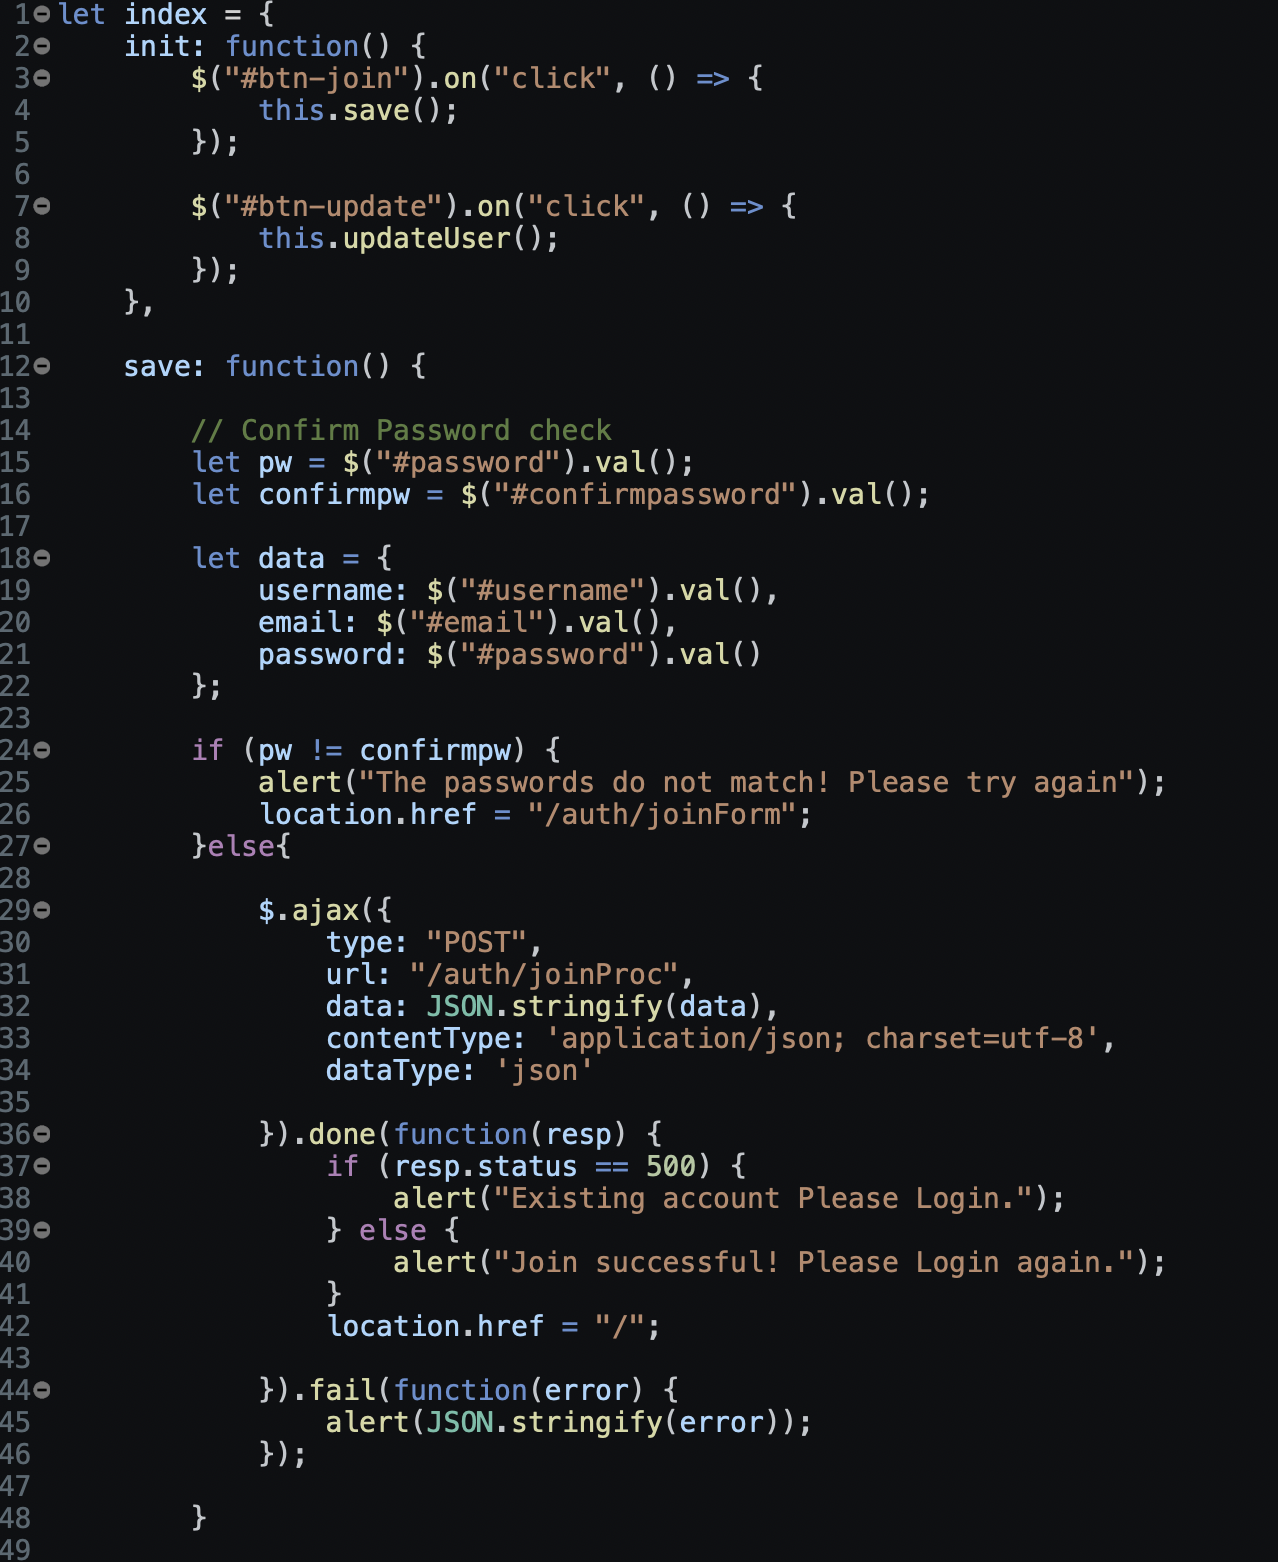 1 let index = {
2     init: function() {
3         $("#btn-join").on("click", () => {
4             this.save();
5         });
6
7         $("#btn-update").on("click", () => {
8             this.updateUser();
9         });
10     },
11
12     save: function() {
13
14         // Confirm Password check
15         let pw = $("#password").val();
16         let confirmpw = $("#confirmpassword").val();
17
18         let data = {
19             username: $("#username").val(),
20             email: $("#email").val(),
21             password: $("#password").val()
22         };
23
24         if (pw != confirmpw) {
25             alert("The passwords do not match! Please try again");
26             location.href = "/auth/joinForm";
27         }else{
28
29             $.ajax({
30                 type: "POST",
31                 url: "/auth/joinProc",
32                 data: JSON.stringify(data),
33                 contentType: 'application/json; charset=utf-8',
34                 dataType: 'json'
35
36             }).done(function(resp) {
37                 if (resp.status == 500) {
38                     alert("Existing account Please Login.");
39                 } else {
40                     alert("Join successful! Please Login again.");
41                 }
42                 location.href = "/";
43
44             }).fail(function(error) {
45                 alert(JSON.stringify(error));
46             });
47
48         }
49